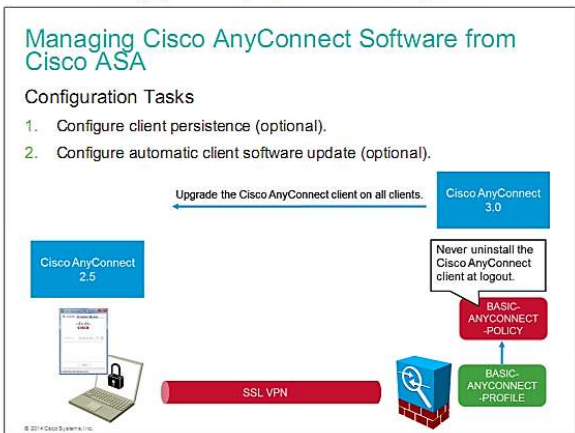 Managing Cisco AnyConnect Software from
Cisco ASA
Configuration Tasks
1. Configure client persistence (optional).
2. Configure automatic client software update (optional).
Upgrade the Cisco AnyConnect client on all clients.
Cisco AnyConnect
3.0
Cisco AnyConnect
2.5
Never uninstall the
Cisco AnyConnect
client at logout.
BASIC-
ANYCONNECT
-POLICY
SSL VPN
BASIC-
ANYCONNECT
-PROFILE
© 2014 Cisco Systems, Inc.